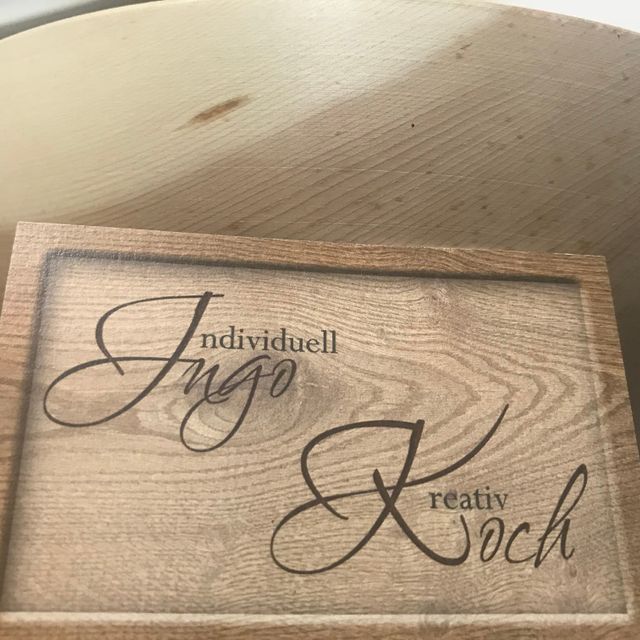 Individuell
Ingo
Kreativ
Koch